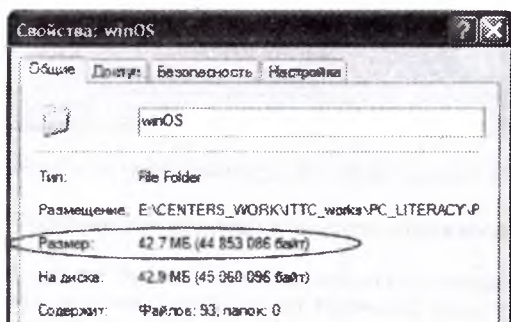 Свойства: winOS
Общие Доступ Безопасность Настройка
winOS
Тип: File Folder
Размещение: E:\CENTERS_WORK\ITTC_works\PC_LITERACY\P
Размер: 42.7 МБ (44 853 086 байт)
На диске: 42.9 МБ (45 060 096 байт)
Содержит: Файлов: 93; папок: 0